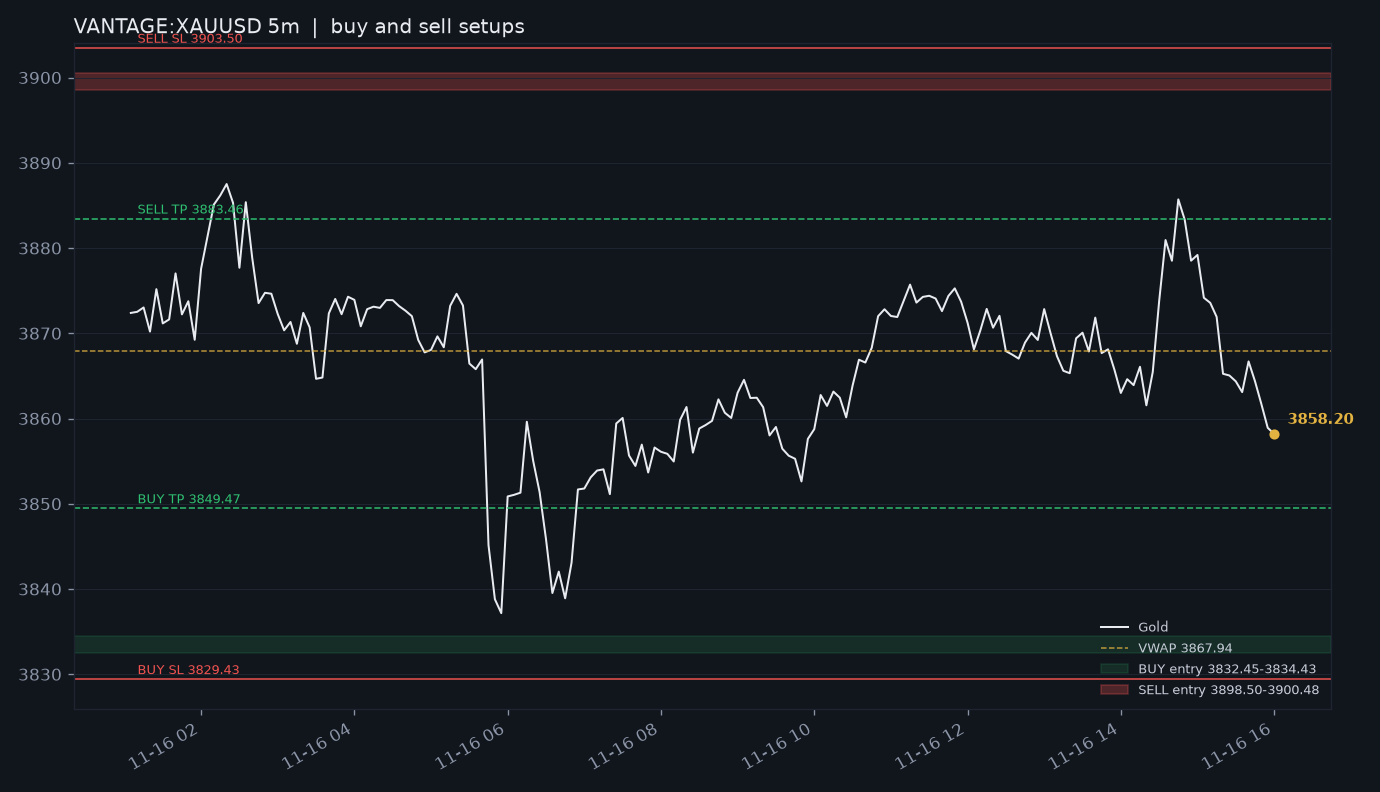 VANTAGE:XAUUSD 5m | buy and sell setups
SELL SL 3903.50
3900
3890
SELL TP 3883.46
3880
3870
3860
3858.20
3850
BUY TP 3849.47
3840
3830
BUY SL 3829.43
Gold
VWAP 3867.94
BUY entry 3832.45-3834.43
SELL entry 3898.50-3900.48
11-16 02
11-16 04
11-16 06
11-16 08
11-16 10
11-16 12
11-16 14
11-16 16